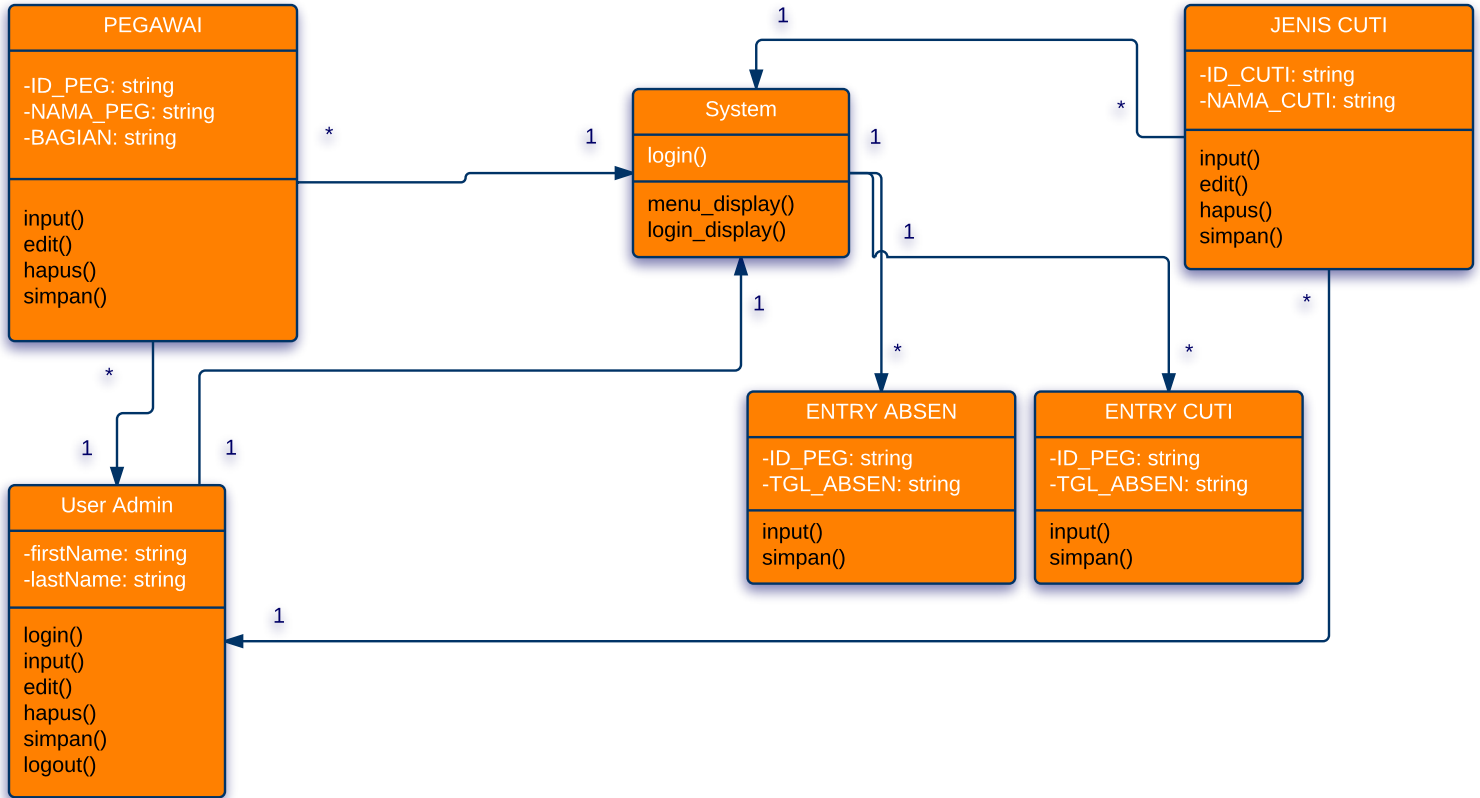 PEGAWAI
-ID_PEG: string
-NAMA_PEG: string
-BAGIAN: string
input()
edit()
hapus()
simpan()
*
1
System
login()
menu_display()
login_display()
1
1
JENIS CUTI
-ID_CUTI: string
-NAMA_CUTI: string
input()
edit()
hapus()
simpan()
*
*
1
1
*
*
ENTRY ABSEN
-ID_PEG: string
-TGL_ABSEN: string
input()
simpan()
ENTRY CUTI
-ID_PEG: string
-TGL_ABSEN: string
input()
simpan()
*
1
1
1
User Admin
-firstName: string
-lastName: string
login()
input()
edit()
hapus()
simpan()
logout()
1